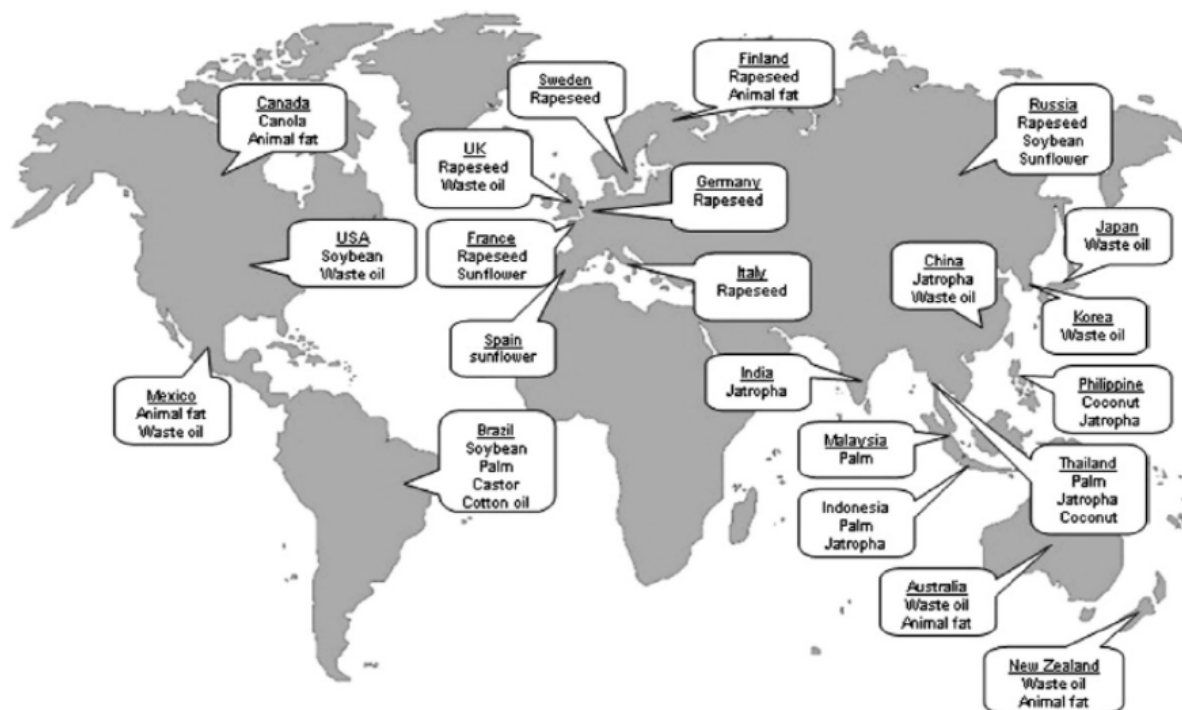 Finland
Rapeseed
Animal fat
Sweden
Rapeseed
Canada
Canola
Animal fat
Russia
Rapeseed
Soybean
Sunflower
UK
Rapeseed
Waste oil
Germany
Rapeseed
USA
Soybean
Waste oil
France
Rapeseed
Sunflower
Italy
Rapeseed
China
Jatropha
Waste oil
Japan
Waste oil
Korea
Waste oil
Spain
sunflower
India
Jatropha
Philippine
Coconut
Jatropha
Mexico
Animal fat
Waste oil
Brazil
Soybean
Palm
Castor
Cotton oil
Malaysia
Palm
Thailand
Palm
Jatropha
Coconut
Indonesia
Palm
Jatropha
Australia
Waste oil
Animal fat
New Zealand
Waste oil
Animal fat